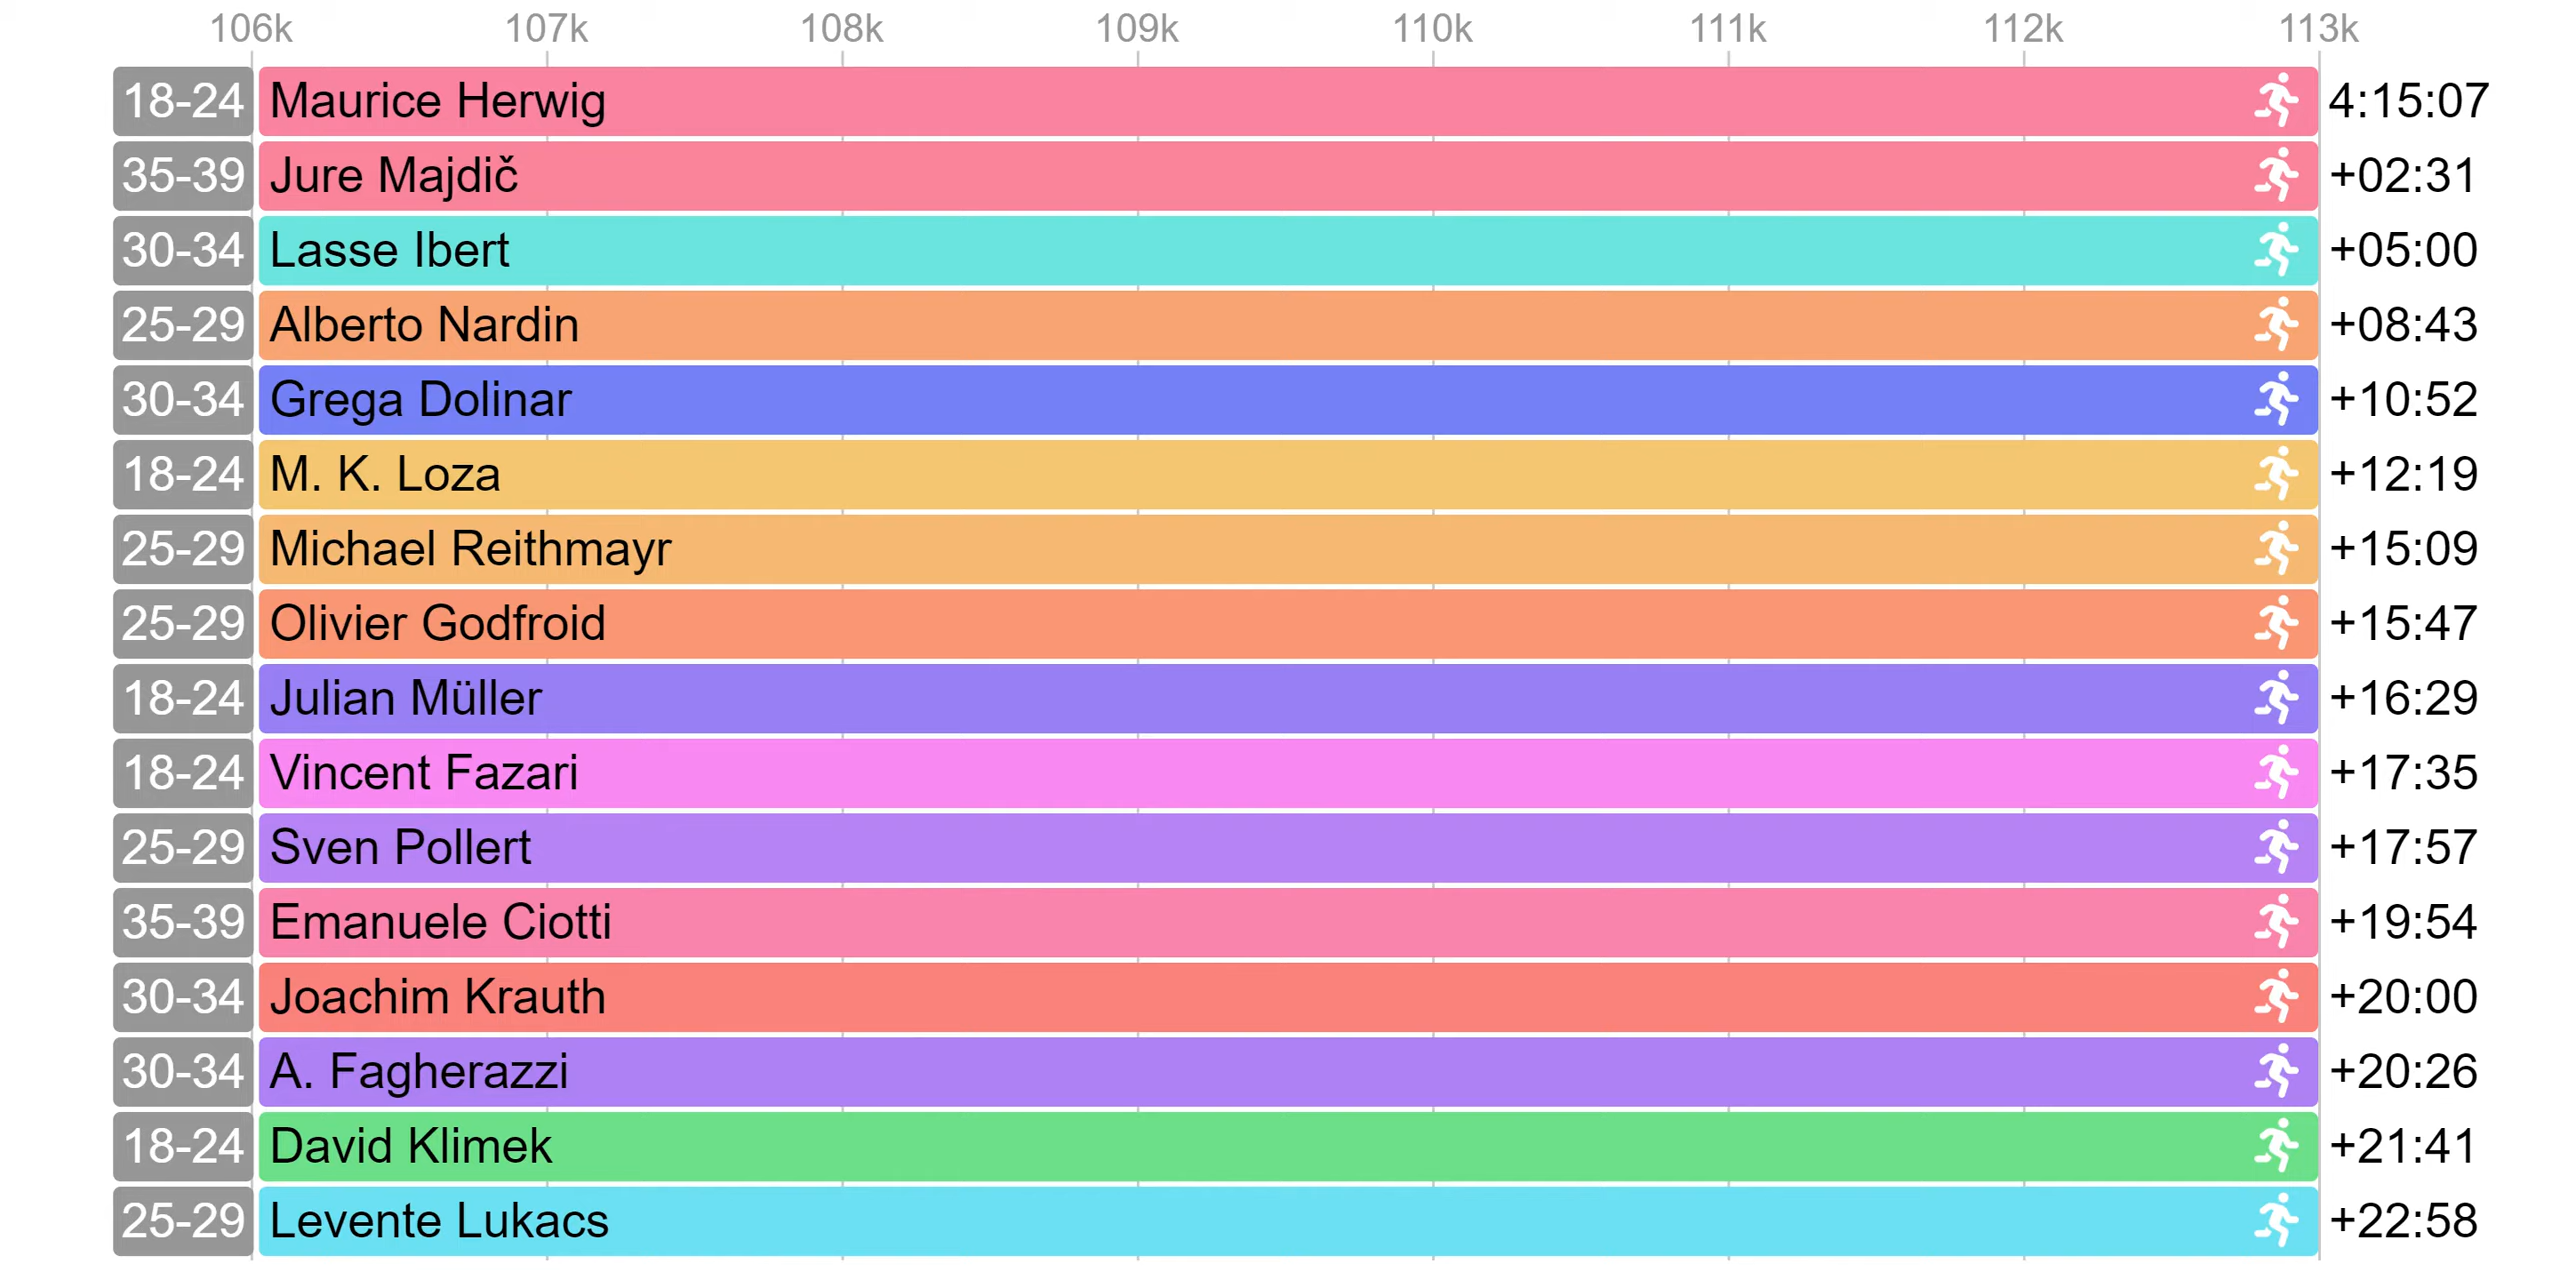 106k 107k 108k 109k 110k 111k 112k 113k
18-24 Maurice Herwig 4:15:07
35-39 Jure Majdič +02:31
30-34 Lasse Ibert +05:00
25-29 Alberto Nardin +08:43
30-34 Grega Dolinar +10:52
18-24 M. K. Loza +12:19
25-29 Michael Reithmayr +15:09
25-29 Olivier Godfroid +15:47
18-24 Julian Müller +16:29
18-24 Vincent Fazari +17:35
25-29 Sven Pollert +17:57
35-39 Emanuele Ciotti +19:54
30-34 Joachim Krauth +20:00
30-34 A. Fagherazzi +20:26
18-24 David Klimek +21:41
25-29 Levente Lukacs +22:58